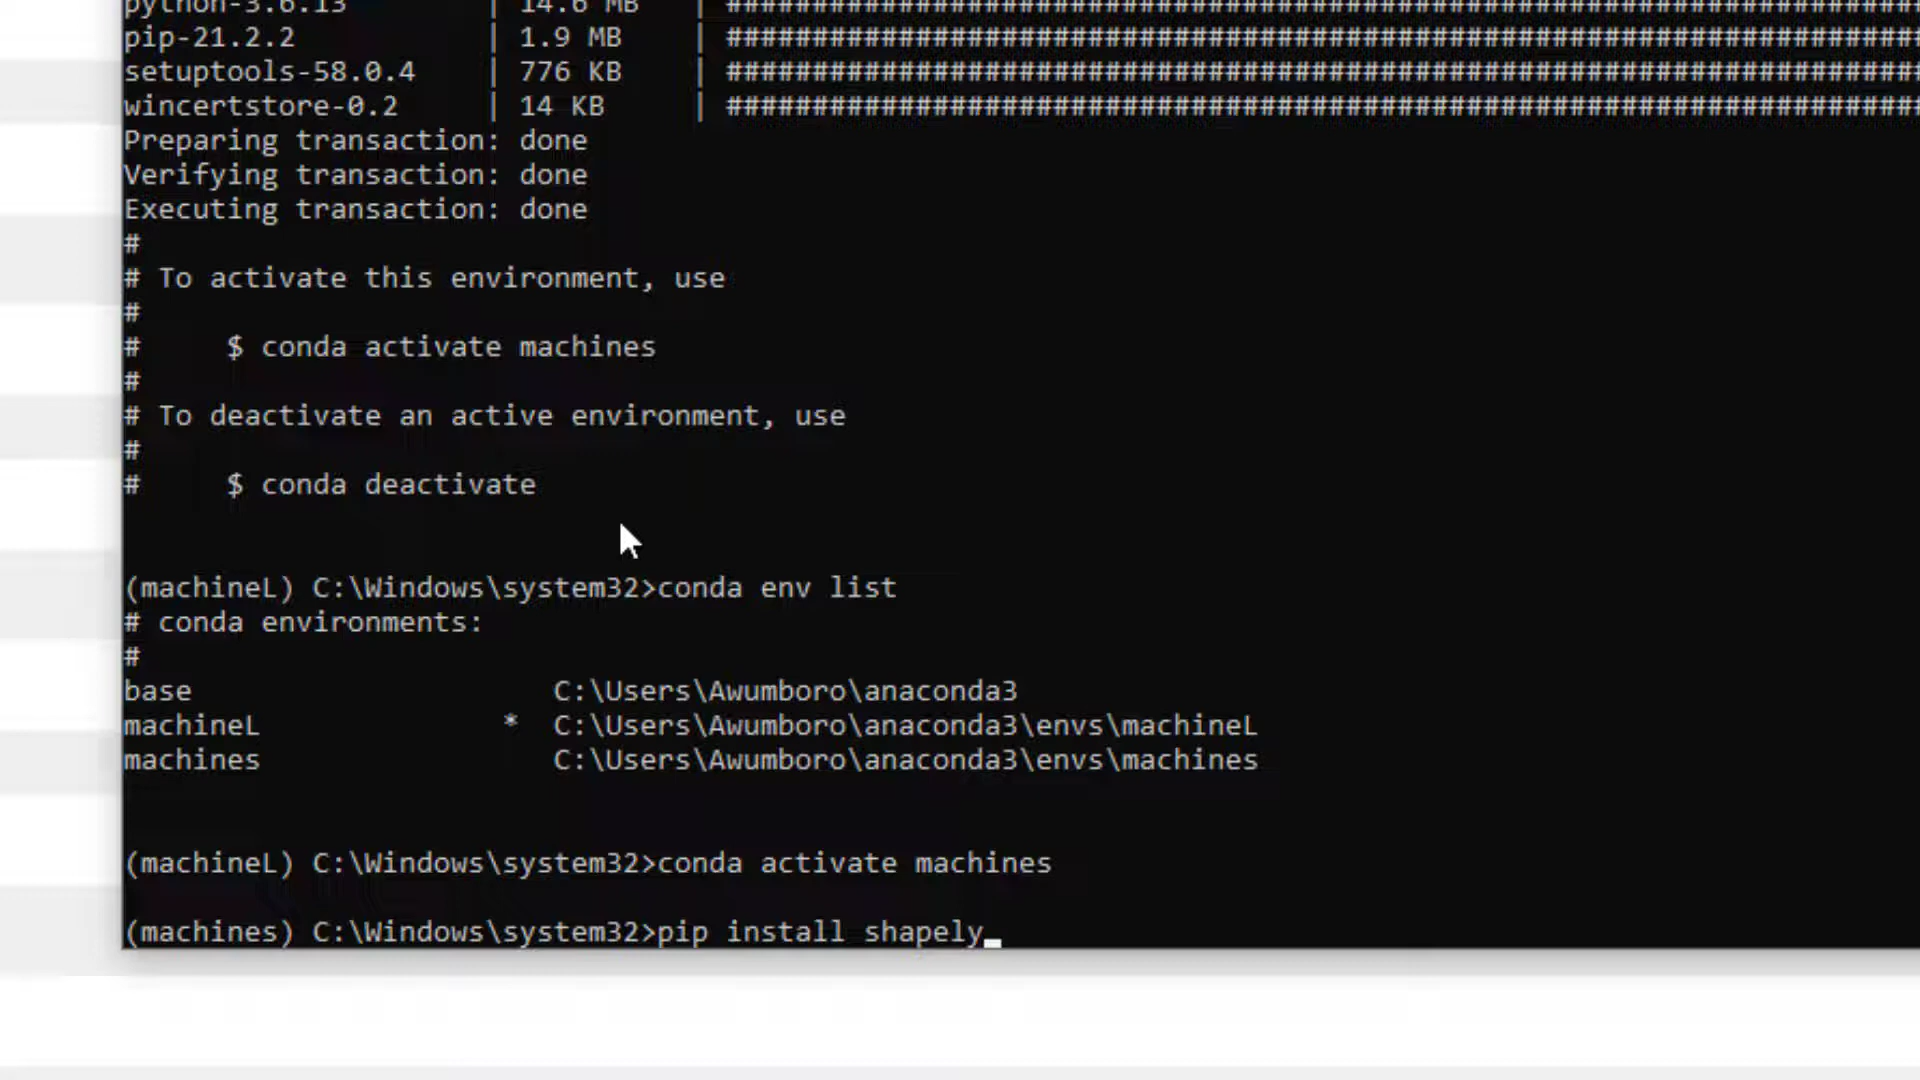 python-3.6.13 | 14.6 MB | ####################################################################
pip-21.2.2 | 1.9 MB | ######################################################################
setuptools-58.0.4 | 776 KB | ######################################################################
wincertstore-0.2 | 14 KB | ######################################################################
Preparing transaction: done
Verifying transaction: done
Executing transaction: done
#
# To activate this environment, use
#
#     $ conda activate machines
#
# To deactivate an active environment, use
#
#     $ conda deactivate
(machineL) C:\Windows\system32>conda env list
# conda environments:
#
base                     C:\Users\Awumboro\anaconda3
machineL              *  C:\Users\Awumboro\anaconda3\envs\machineL
machines                 C:\Users\Awumboro\anaconda3\envs\machines
(machineL) C:\Windows\system32>conda activate machines
(machines) C:\Windows\system32>pip install shapely